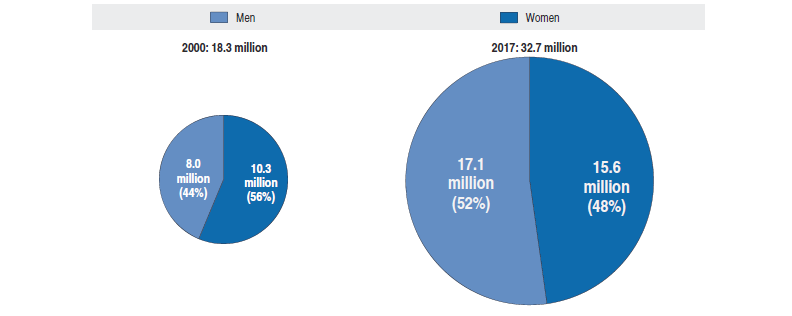 Men
Women
2000: 18.3 million
2017: 32.7 million
8.0
million
(44%)
10.3
million
(56%)
17.1
million
(52%)
15.6
million
(48%)